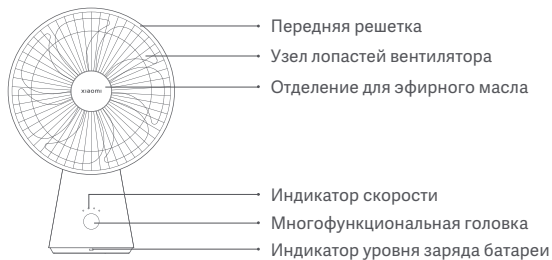 Передняя решетка
Узел лопастей вентилятора
Отделение для эфирного масла
xiaomi
Индикатор скорости
Многофункциональная головка
Индикатор уровня заряда батареи